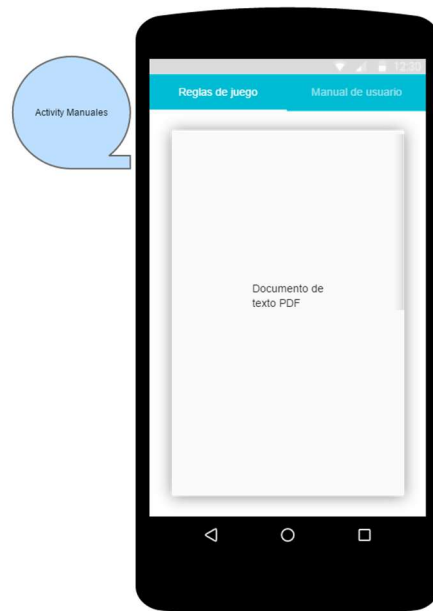 Activity Manuales
12:30
Reglas de juego
Manual de usuario
Documento de
texto PDF